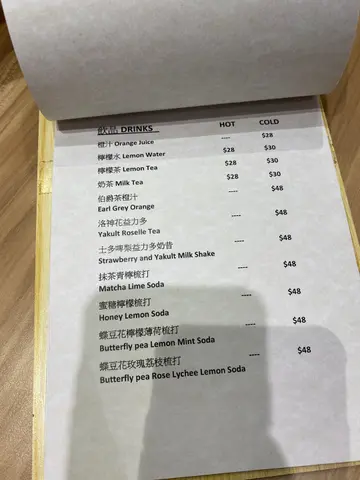 飲品 DRINKS HOT COLD
橙汁 Orange Juice ---- $28
檸檬水 Lemon Water $28 $30
檸檬茶 Lemon Tea $28 $30
奶茶 Milk Tea $28 $30
伯爵茶橙汁 ---- $48
Earl Grey Orange
洛神花益力多 ---- $48
Yakult Roselle Tea
士多啤梨益力多奶昔 ---- $48
Strawberry and Yakult Milk Shake
抹茶青檸梳打 ---- $48
Matcha Lime Soda
蜜糖檸檬梳打 ---- $48
Honey Lemon Soda
蝶豆花檸檬薄荷梳打 ---- $48
Butterfly pea Lemon Mint Soda
蝶豆花玫瑰荔枝梳打 ---- $48
Butterfly pea Rose Lychee Lemon Soda